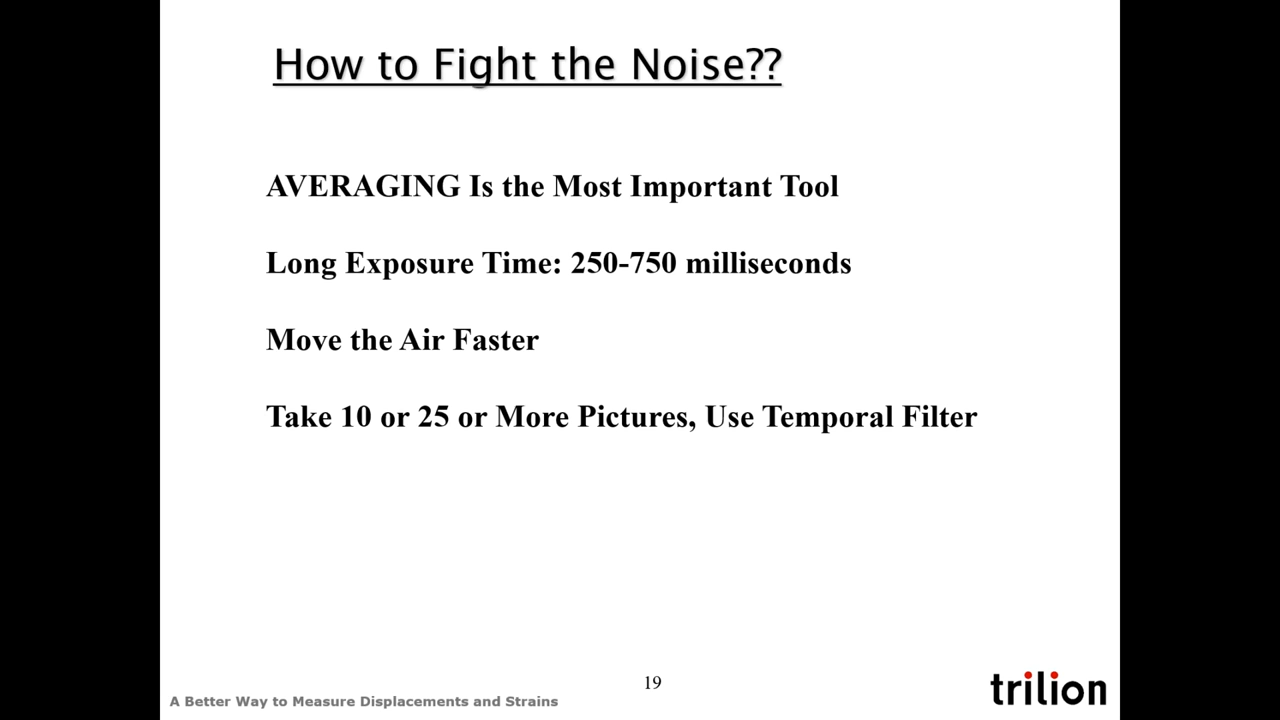 How to Fight the Noise??
AVERAGING Is the Most Important Tool
Long Exposure Time: 250-750 milliseconds
Move the Air Faster
Take 10 or 25 or More Pictures, Use Temporal Filter
19
A Better Way to Measure Displacements and Strains
trilion